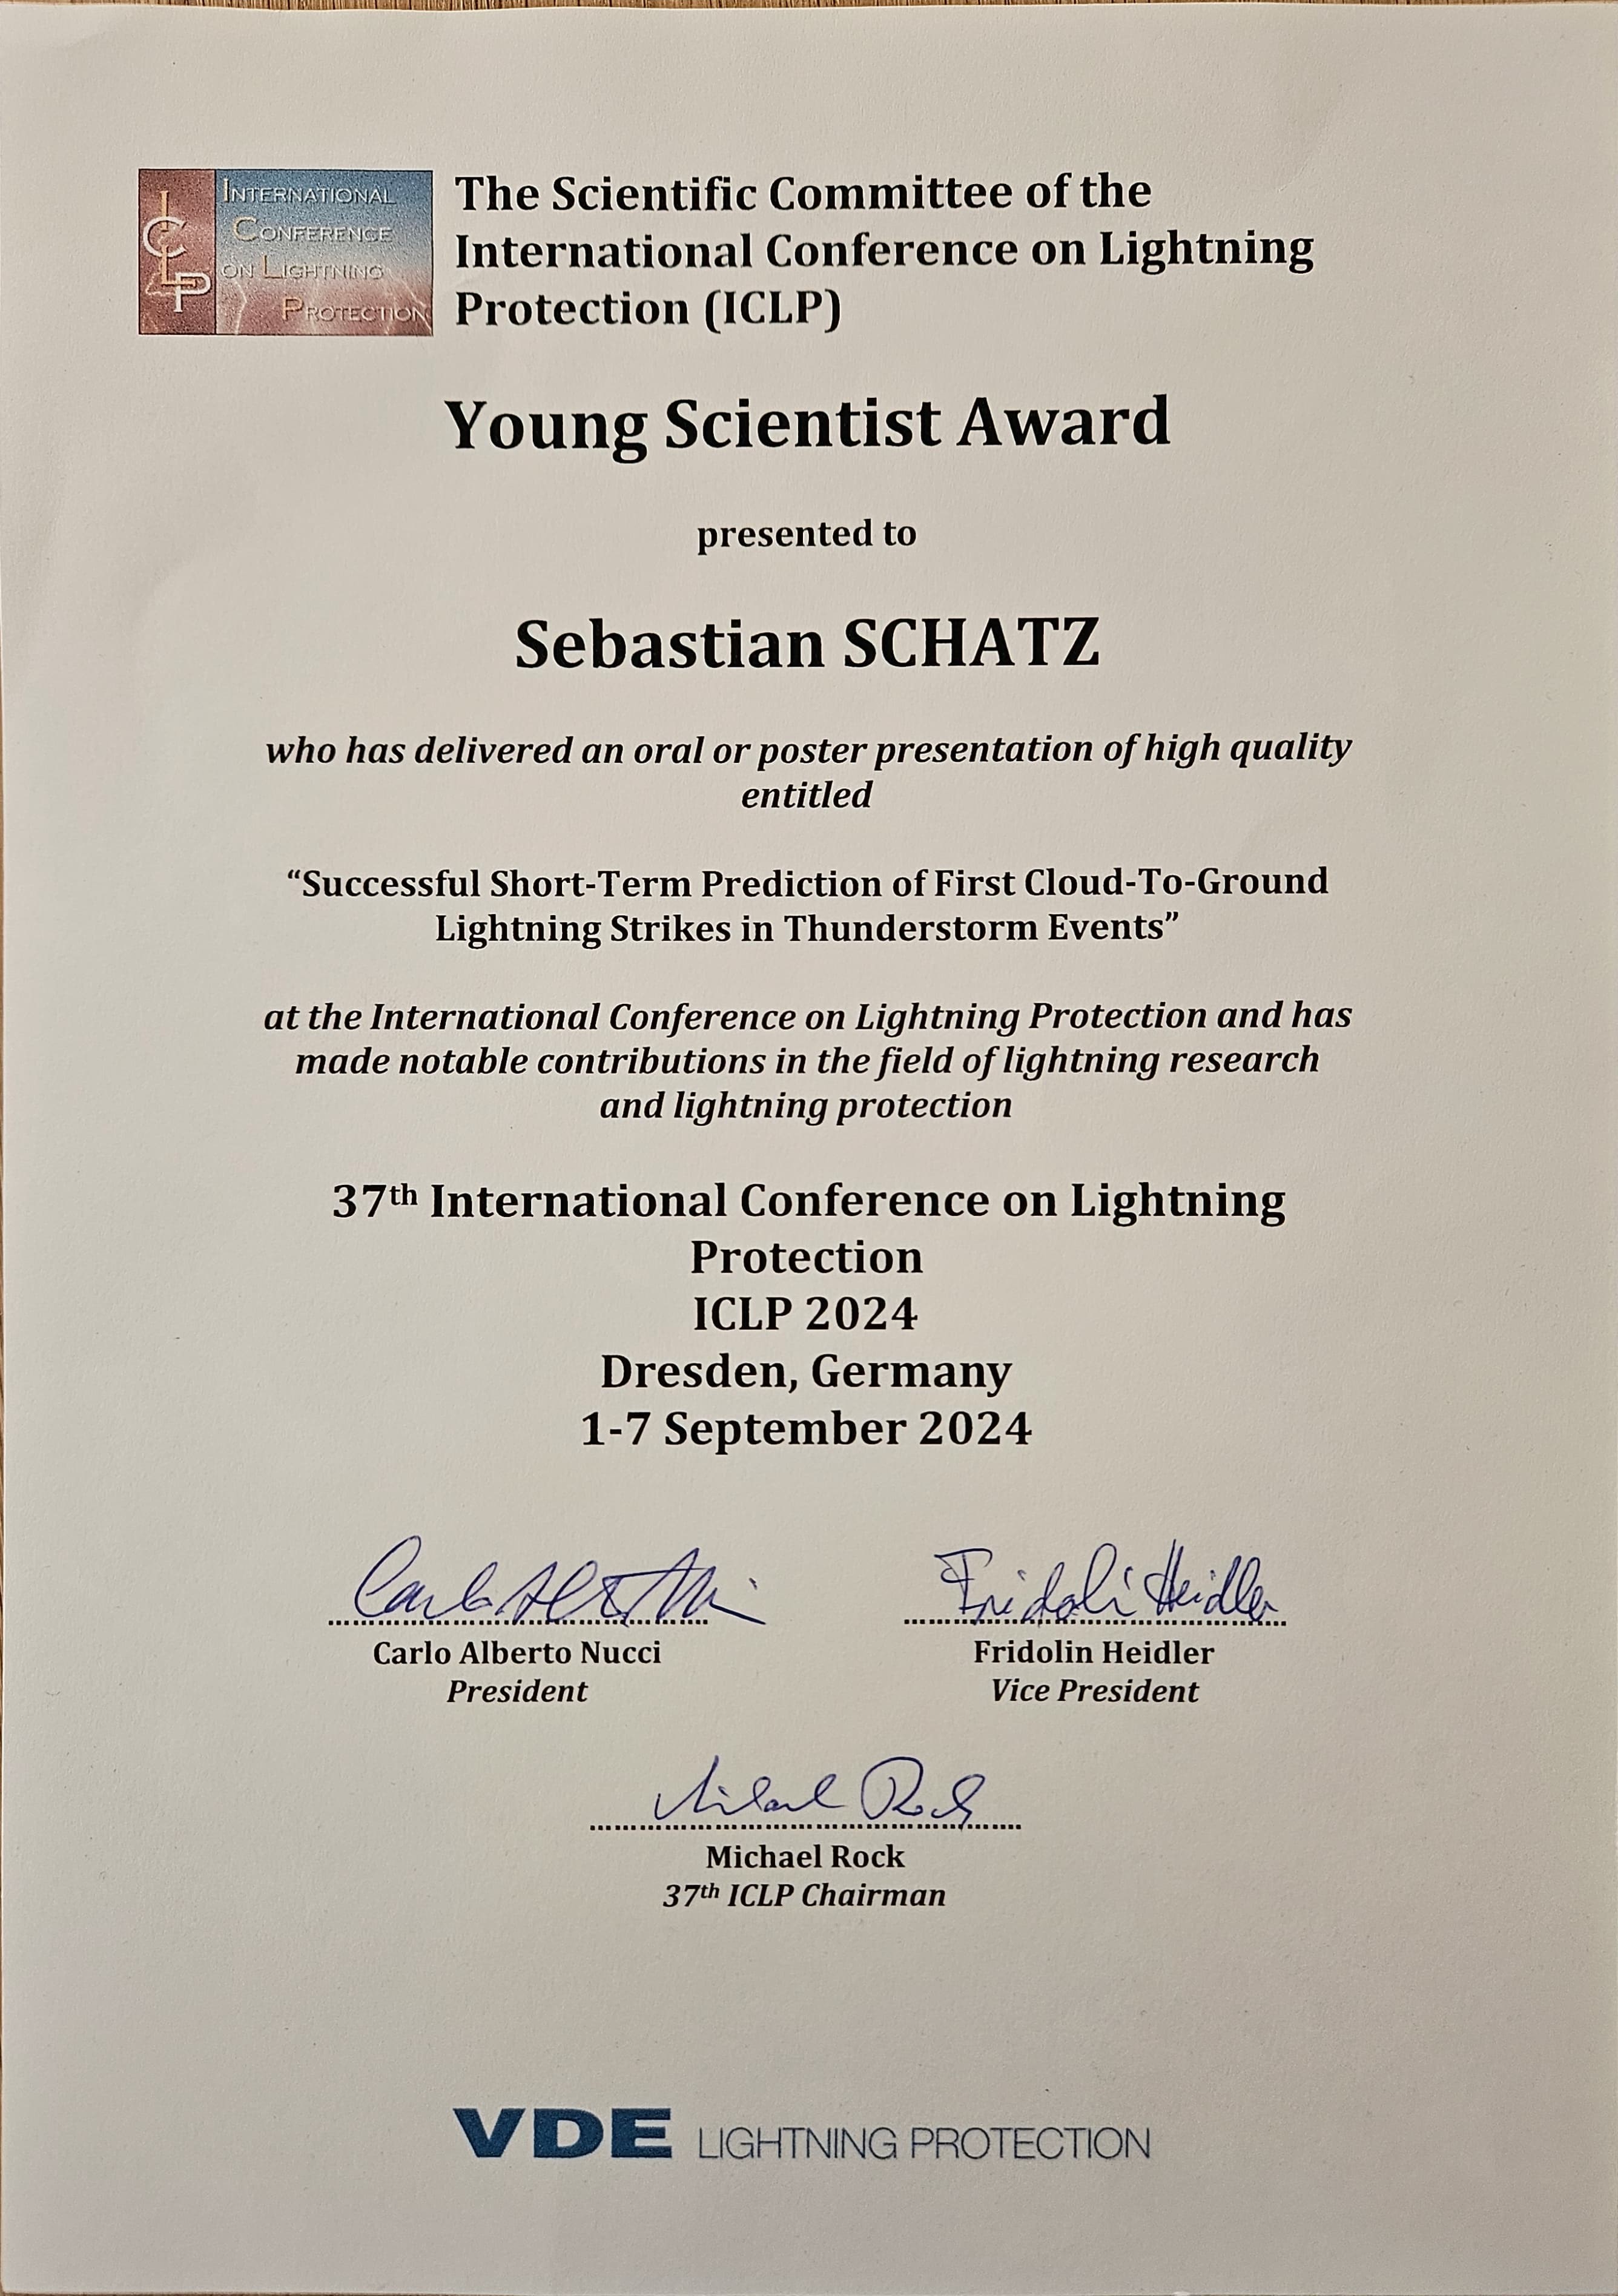 ICLP
INTERNATIONAL
CONFERENCE
ON LIGHTNING
PROTECTION
The Scientific Committee of the
International Conference on Lightning
Protection (ICLP)
Young Scientist Award
presented to
Sebastian SCHATZ
who has delivered an oral or poster presentation of high quality
entitled
“Successful Short-Term Prediction of First Cloud-To-Ground
Lightning Strikes in Thunderstorm Events”
at the International Conference on Lightning Protection and has
made notable contributions in the field of lightning research
and lightning protection
37th International Conference on Lightning
Protection
ICLP 2024
Dresden, Germany
1-7 September 2024
Fridolin Heidler
Carlo Alberto Nucci
President
Fridolin Heidler
Vice President
Michael Rock
Michael Rock
37th ICLP Chairman
VDE LIGHTNING PROTECTION